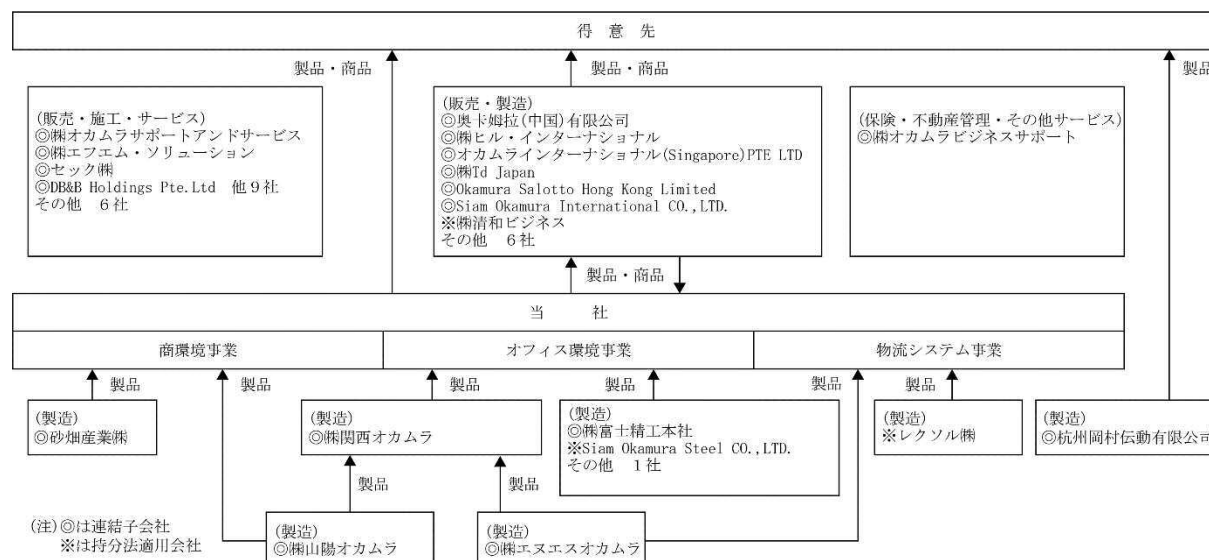 得意先
製品・商品
製品・商品
製品
(販売・施工・サービス)
◎㈱オカムラサポートアンドサービス
◎㈱エフエム・ソリューション
◎セック㈱
◎DB&B Holdings Pte.Ltd 他9社
その他 6社
(販売・製造)
◎奥卡姆拉(中国)有限公司
◎㈱ヒル・インターナショナル
◎オカムラインターナショナル(Singapore)PTE LTD
◎㈱Td Japan
◎Okamura Salotto Hong Kong Limited
◎Siam Okamura International CO.,LTD.
※㈱清和ビジネス
その他 6社
(保険・不動産管理・その他サービス)
◎㈱オカムラビジネスサポート
製品・商品
当社
商環境事業
オフィス環境事業
物流システム事業
製品
製品
製品
製品
製品
製品
(製造)
◎砂畑産業㈱
(製造)
◎㈱関西オカムラ
(製造)
◎㈱富士精工本社
※Siam Okamura Steel CO.,LTD.
その他 1社
(製造)
※レクソル㈱
(製造)
◎杭州岡村伝動有限公司
製品
製品
(製造)
◎㈱山陽オカムラ
(製造)
◎㈱エヌエスオカムラ
(注)◎は連結子会社
※は持分法適用会社